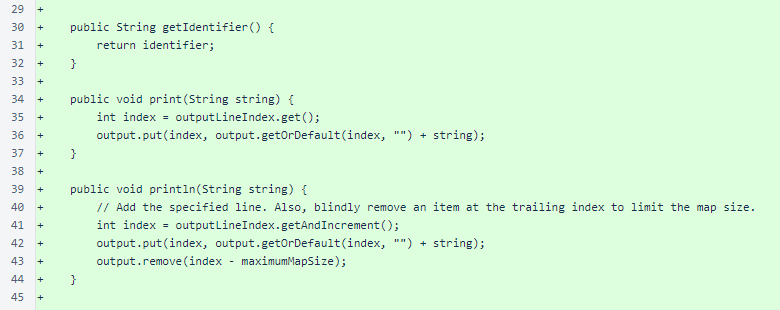 29 +
30 + public String getIdentifier() {
31 + return identifier;
32 + }
33 +
34 + public void print(String string) {
35 + int index = outputLineIndex.get();
36 + output.put(index, output.getOrDefault(index, "") + string);
37 + }
38 +
39 + public void println(String string) {
40 + // Add the specified line. Also, blindly remove an item at the trailing index to limit the map size.
41 + int index = outputLineIndex.getAndIncrement();
42 + output.put(index, output.getOrDefault(index, "") + string);
43 + output.remove(index - maximumMapSize);
44 + }
45 +